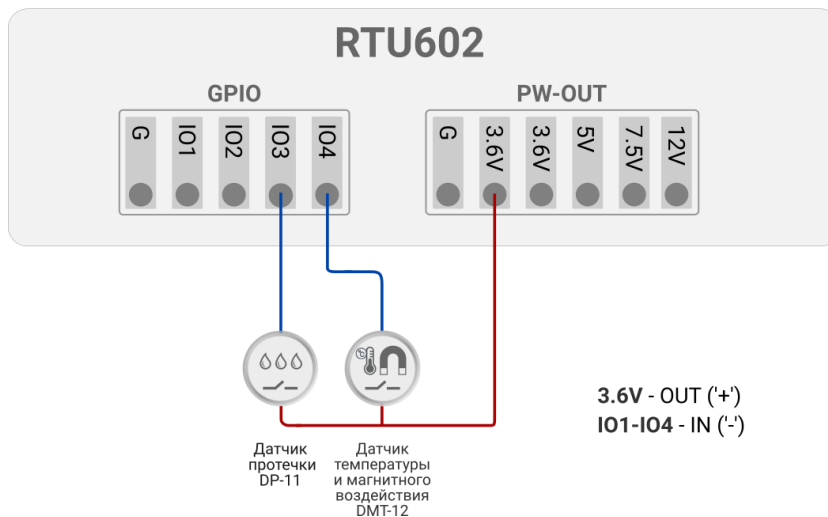 RTU602
GPIO
PW-OUT
G
IO1
IO2
IO3
IO4
G
3.6V
3.6V
5V
7.5V
12V
°C
3.6V - OUT ('+')
IO1-IO4 - IN ('-')
Датчик
протечки
DP-11
Датчик
температуры
и магнитного
воздействия
DMT-12